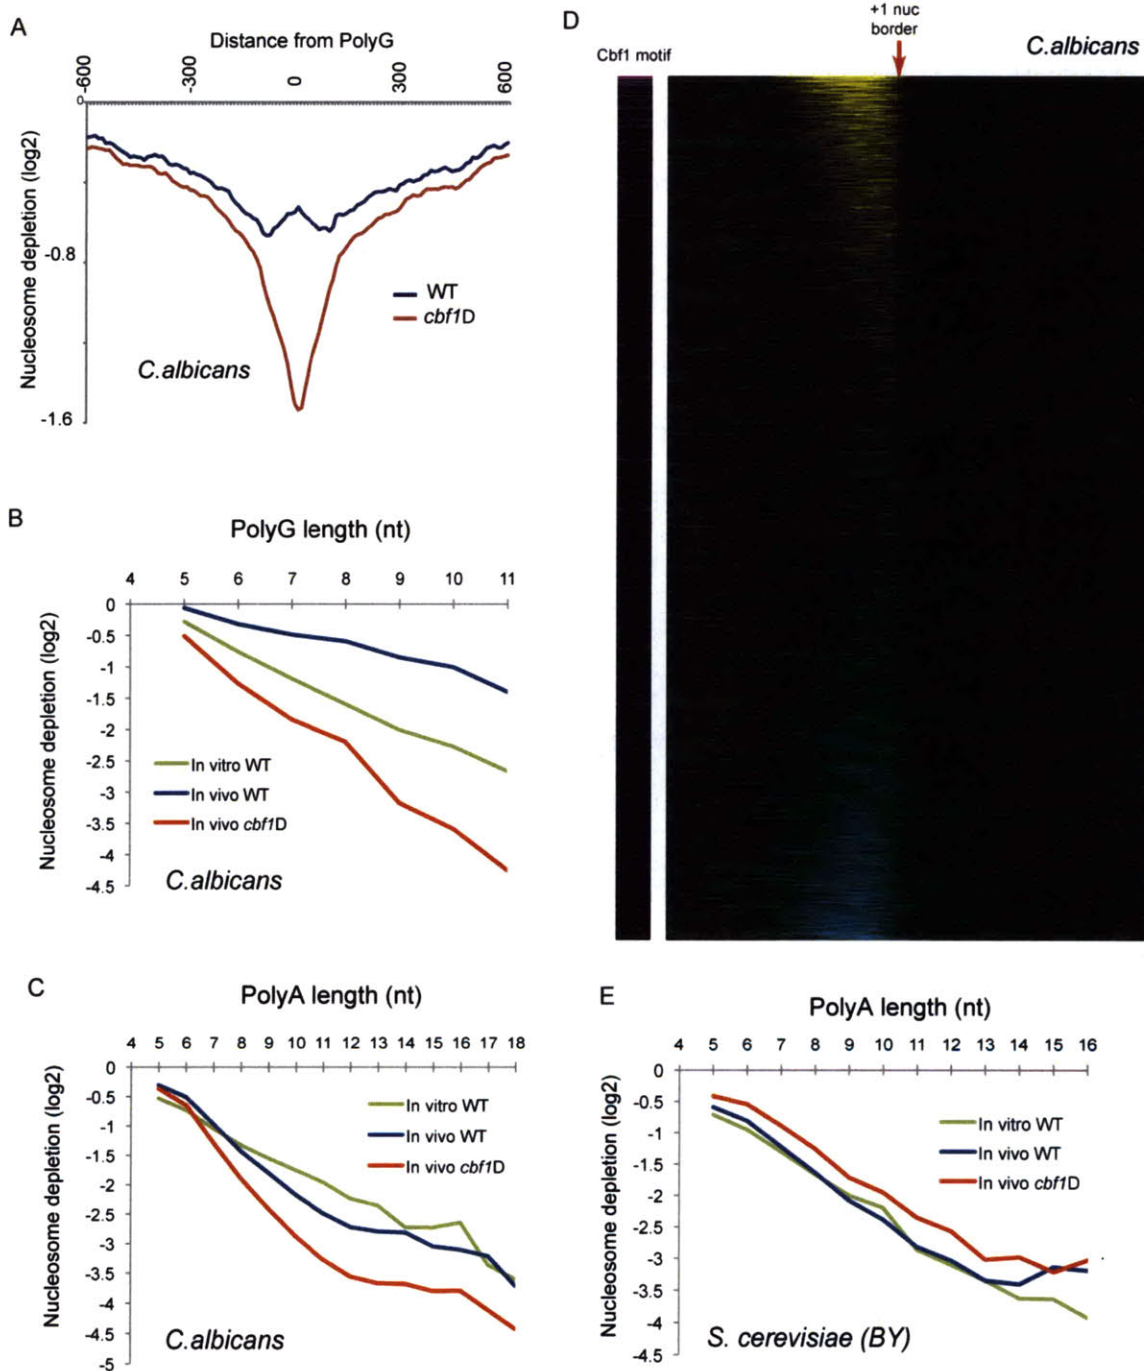 A
Distance from PolyG
-600
-300
0
300
600
0
-0.8
-1.6
Nucleosome depletion (log2)
WT
cbf1D
C.albicans
B
PolyG length (nt)
4 5 6 7 8 9 10 11
0
-0.5
-1
-1.5
-2
-2.5
-3
-3.5
-4
-4.5
Nucleosome depletion (log2)
In vitro WT
In vivo WT
In vivo cbf1D
C.albicans
C
PolyA length (nt)
4 5 6 7 8 9 10 11 12 13 14 15 16 17 18
0
-0.5
-1
-1.5
-2
-2.5
-3
-3.5
-4
-4.5
-5
Nucleosome depletion (log2)
In vitro WT
In vivo WT
In vivo cbf1D
C.albicans
D
+1 nuc
border
Cbf1 motif
C.albicans
E
PolyA length (nt)
4 5 6 7 8 9 10 11 12 13 14 15 16
0
-0.5
-1
-1.5
-2
-2.5
-3
-3.5
-4
-4.5
Nucleosome depletion (log2)
In vitro WT
In vivo WT
In vivo cbf1D
S. cerevisiae (BY)